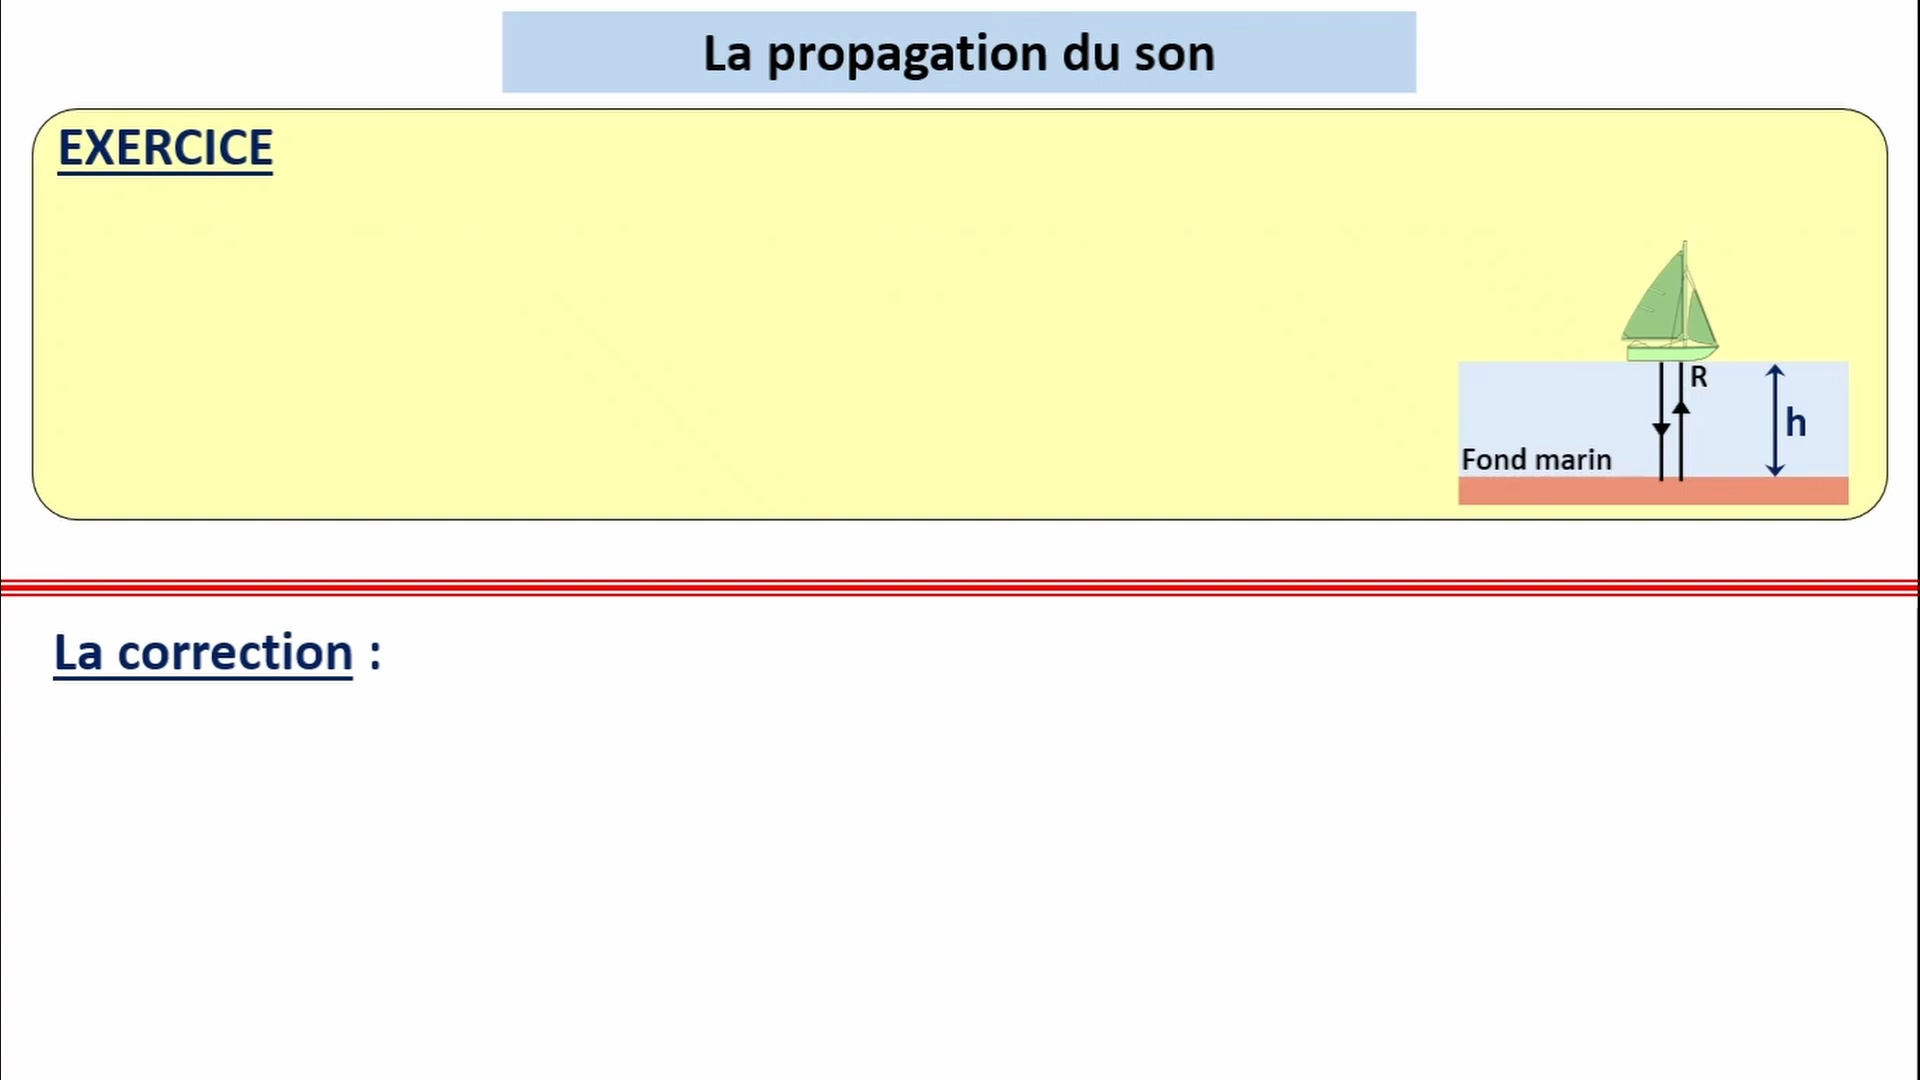 La propagation du son
EXERCICE
R
h
Fond marin
La correction :